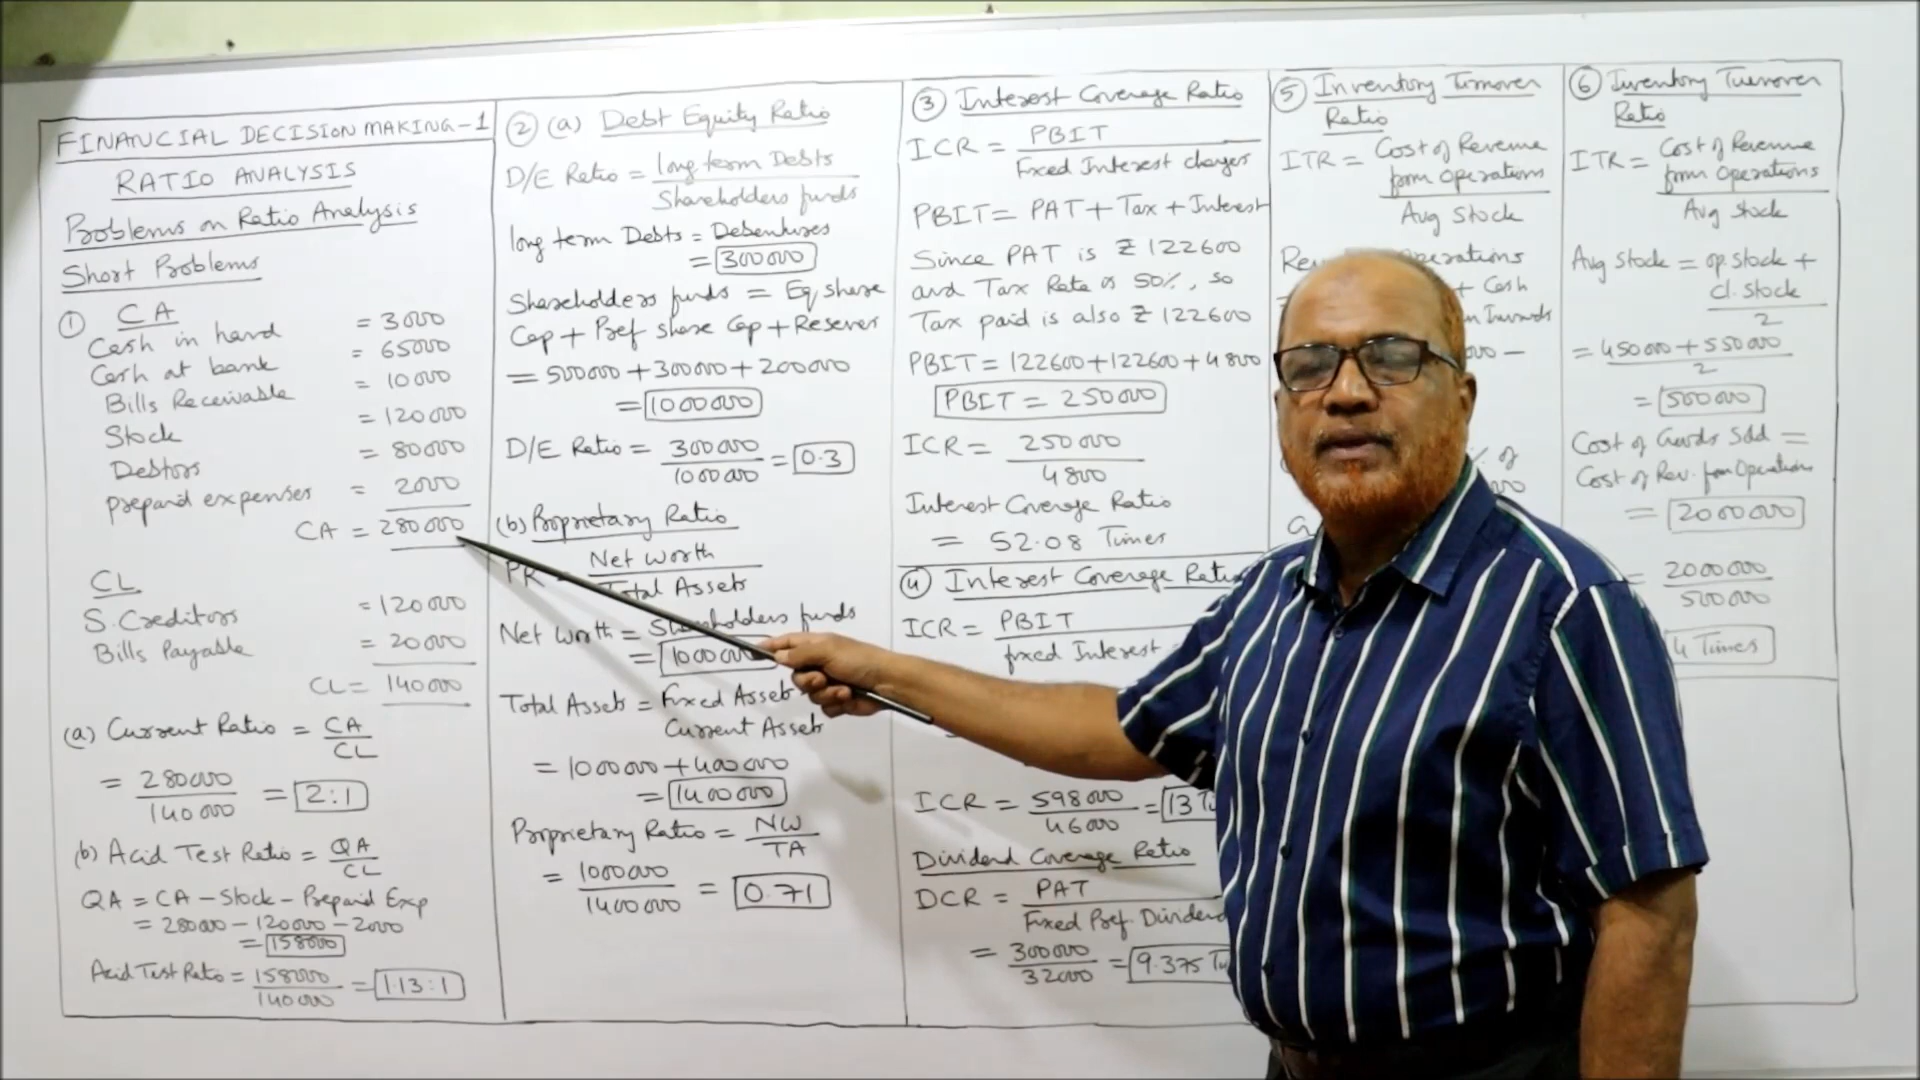 FINANCIAL DECISION MAKING-1
RATIO ANALYSIS
Problems on Ratio Analysis
Short Problems
① CA
Cash in hand = 3000
Cash at bank = 65000
Bills Receivable = 10000
Stock = 120000
Debtors = 80000
Prepaid expenses = 2000
CA = 280000
CL
S. Creditors = 120000
Bills Payable = 20000
CL = 140000
(a) Current Ratio = CA
CL
= 280000
140000
= 2:1
(b) Acid Test Ratio = QA
CL
QA = CA - Stock - Prepaid Exp
= 280000 - 120000 - 2000
= 158000
Acid Test Ratio = 158000
140000
= 1.13:1
② (a) Debt Equity Ratio
D/E Ratio = long term Debts
Shareholders funds
long term Debts = Debentures
= 300000
Shareholders funds = Eq share
Cap + Pref share Cap + Reserves
= 500000 + 300000 + 200000
= 1000000
D/E Ratio = 300000
1000000
= 0.3
(b) Proprietary Ratio
PR = Net Worth
Total Assets
Net Worth = Shareholders funds
= 1000000
Total Assets = Fixed Assets
Current Assets
= 1000000 + 400000
= 1400000
Proprietary Ratio = NW
TA
= 1000000
1400000
= 0.71
③ Interest Coverage Ratio
ICR = PBIT
Fixed Interest charges
PBIT = PAT + Tax + Interest
Since PAT is ₹ 122600
and Tax Rate is 50%, so
Tax paid is also ₹ 122600
PBIT = 122600 + 122600 + 4800
PBIT = 250000
ICR = 250000
4800
Interest Coverage Ratio
= 52.08 Times
④ Interest Coverage Ratio
ICR = PBIT
fixed Interest
ICR = 598000
46000
= 13
Dividend Coverage Ratio
DCR = PAT
Fixed Pref. Dividend
= 300000
32000
= 9.375
⑤ Inventory Turnover
Ratio
ITR = Cost of Revenue
from Operations
Avg Stock
Operations
+ Cash
Inwards
% of
⑥ Inventory Turnover
Ratio
ITR = Cost of Revenue
from Operations
Avg Stock
Avg Stock = op. stock +
cl. stock
2
= 450000 + 550000
2
= 500000
Cost of Goods Sold =
Cost of Rev. from Operations
= 2000000
= 2000000
500000
4 Times